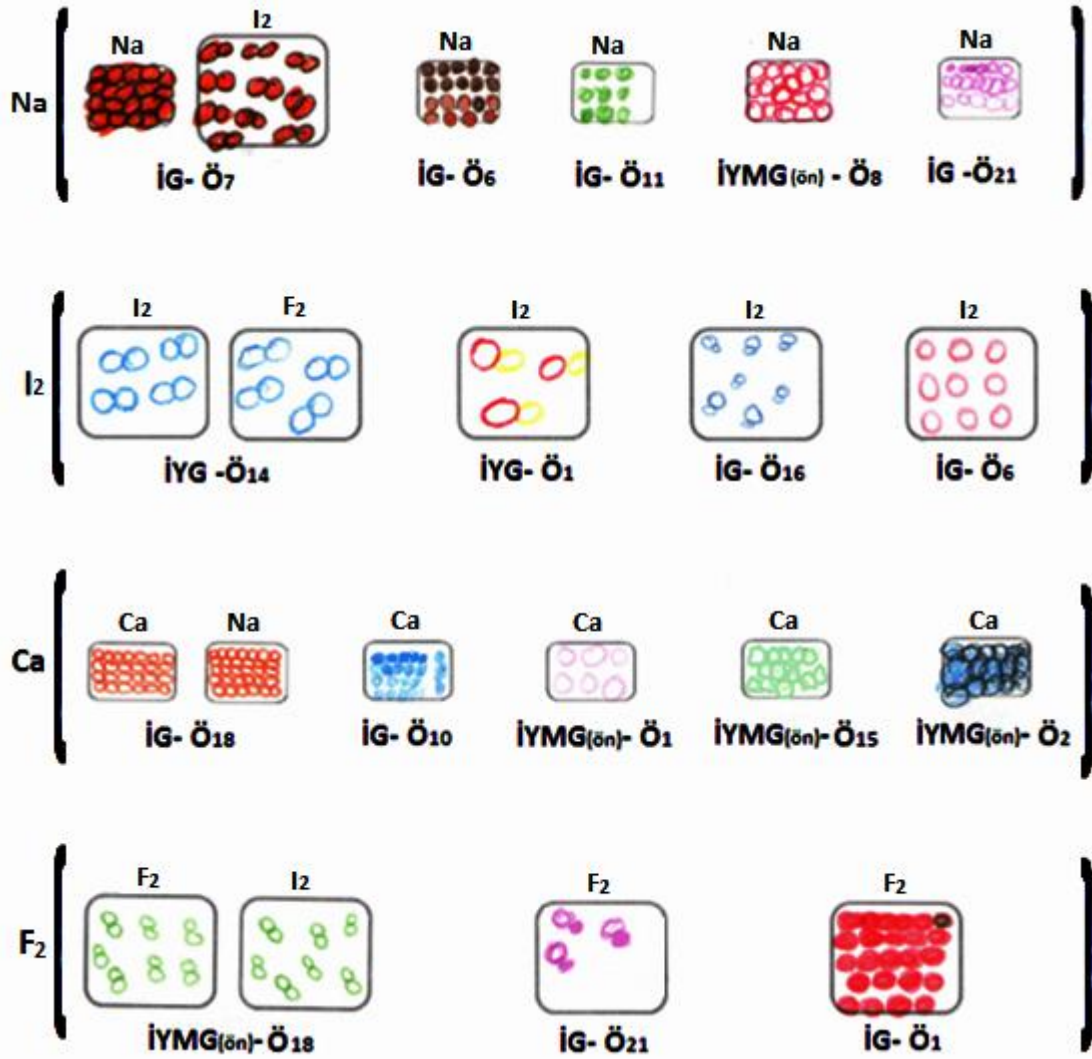 Na I₂ Na Na Na Na
Na
İG- Ö₇ İG- Ö₆ İG- Ö₁₁ İYMG(ön) - Ö₈ İG -Ö₂₁
I₂ F₂ I₂ I₂ I₂
I₂
İYG -Ö₁₄ İYG- Ö₁ İG- Ö₁₆ İG- Ö₆
Ca Na Ca Ca Ca Ca
Ca
İG- Ö₁₈ İG- Ö₁₀ İYMG(ön)- Ö₁ İYMG(ön)- Ö₁₅ İYMG(ön)- Ö₂
F₂ I₂ F₂ F₂
F₂
İYMG(ön)- Ö₁₈ İG- Ö₂₁ İG- Ö₁